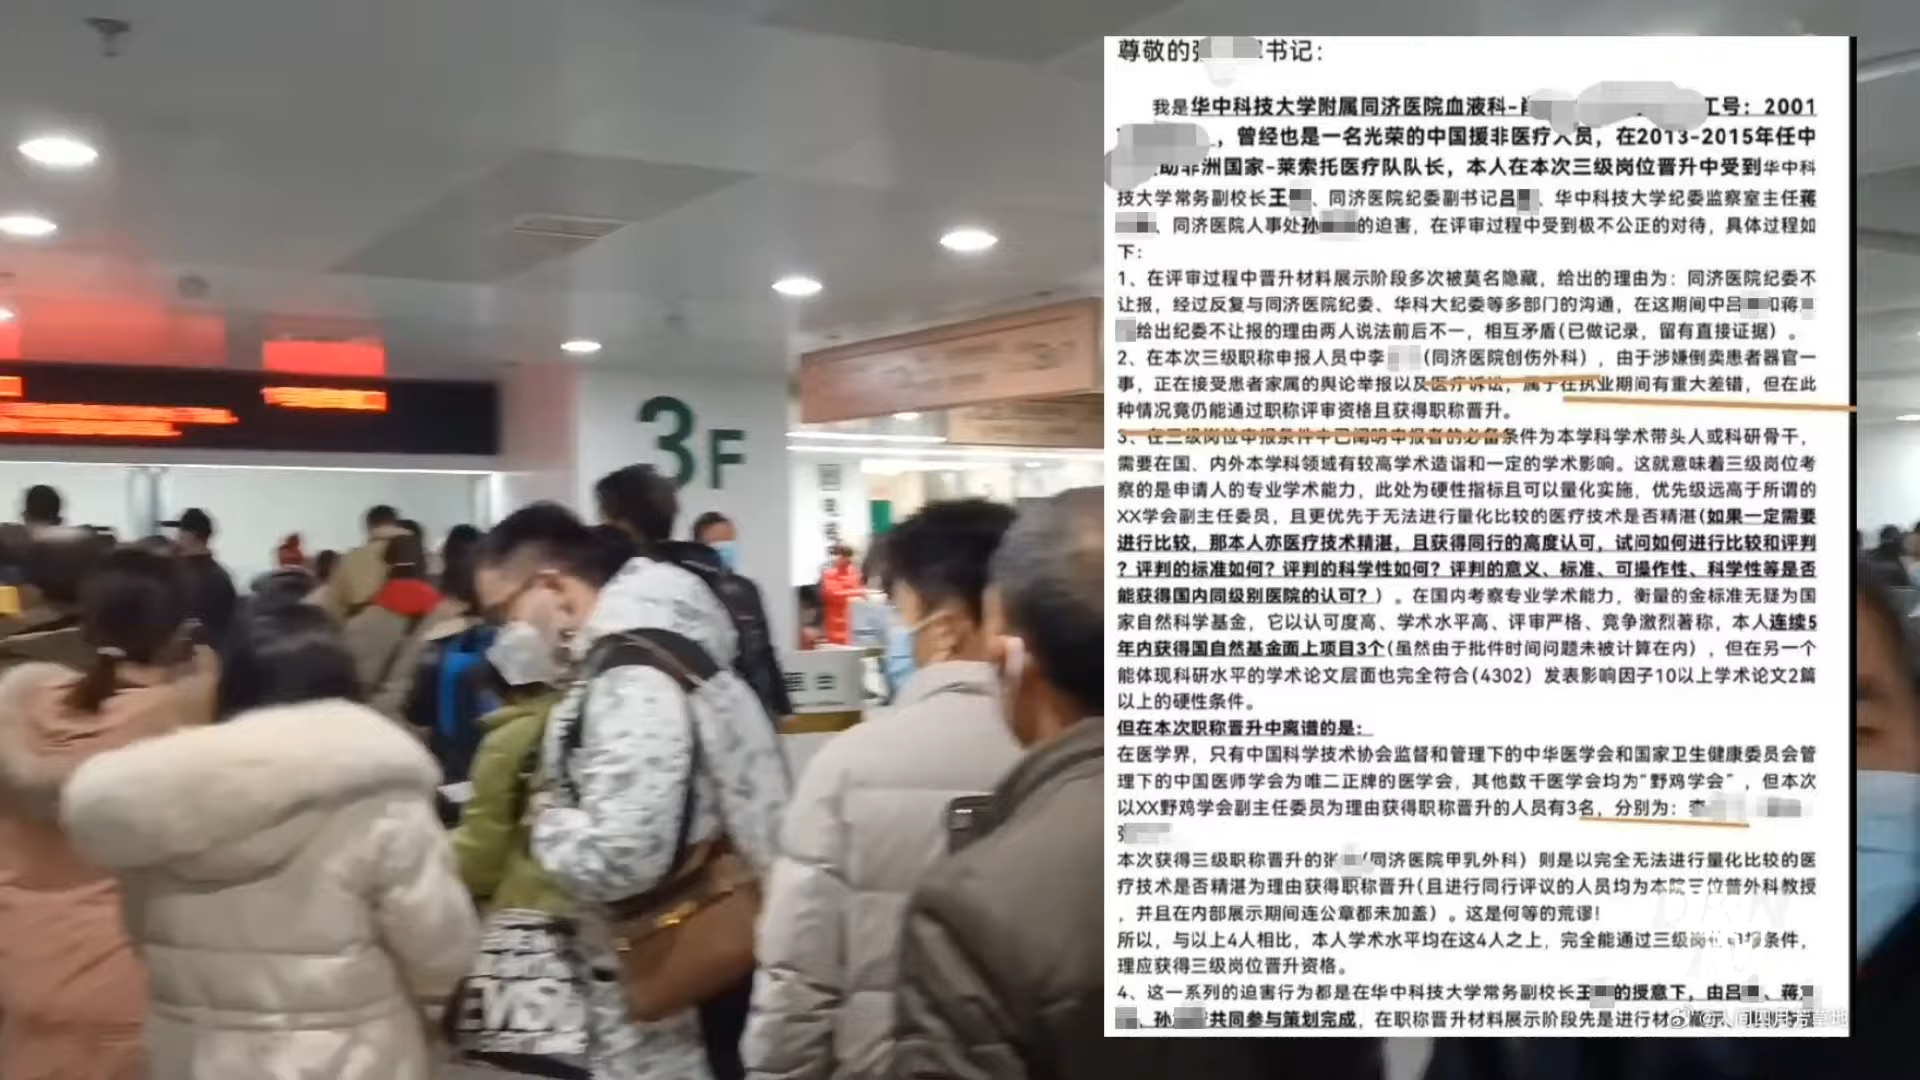 3F
尊敬的 书记：
我是华中科技大学附属同济医院血液科- 工号：2001
，曾经也是一名光荣的中国援非医疗人员，在2013-2015年任中
助非洲国家-莱索托医疗队队长，本人在本次三级岗位晋升中受到华中科
技大学常务副校长王 、同济医院纪委副书记吕 、华中科技大学纪委监察室主任蒋
、同济医院人事处孙 的迫害，在评审过程中受到极不公正的对待，具体过程如
下：
1、在评审过程中晋升材料展示阶段多次被莫名隐藏，给出的理由为：同济医院纪委不
让报，经过反复与同济医院纪委、华科大纪委等多部门的沟通，在这期间中吕 和蒋
给出纪委不让报的理由两人说法前后不一，相互矛盾(已做记录，留有直接证据)。
2、在本次三级职称申报人员中李 (同济医院创伤外科)，由于涉嫌倒卖患者器官一
事，正在接受患者家属的舆论举报以及医疗诉讼，属于在执业期间有重大差错，但在此
种情况竟仍能通过职称评审资格且获得职称晋升。
3、在三级岗位申报条件中已阐明申报者的必备条件为本学科学术带头人或科研骨干，
需要在国、内外本学科领域有较高学术造诣和一定的学术影响。这就意味着三级岗位考
察的是申请人的专业学术能力，此处为硬性指标且可以量化实施，优先级远高于所谓的
XX学会副主任委员，且更优先于无法进行量化比较的医疗技术是否精湛(如果一定需要
进行比较，那本人亦医疗技术精湛，且获得同行的高度认可，试问如何进行比较和评判
？评判的标准如何？评判的科学性如何？评判的意义、标准、可操作性、科学性等是否
能获得国内同级别医院的认可？)。在国内考察专业学术能力，衡量的金标准无疑为国
家自然科学基金，它以认可度高、学术水平高、评审严格、竞争激烈著称，本人连续5
年内获得国自然基金面上项目3个(虽然由于批件时间问题未被计算在内)，但在另一个
能体现科研水平的学术论文层面也完全符合(4302) 发表影响因子10以上学术论文2篇
以上的硬性条件。
但在本次职称晋升中离谱的是：
在医学界，只有中国科学技术协会监督和管理下的中华医学会和国家卫生健康委员会管
理下的中国医师学会为唯二正牌的医学会，其他数千医学会均为“野鸡学会”，但本次
以XX野鸡学会副主任委员为理由获得职称晋升的人员有3名，分别为：李
张
本次获得三级职称晋升的张 (同济医院甲乳外科) 则是以完全无法进行量化比较的医
疗技术是否精湛为理由获得职称晋升(且进行同行评议的人员均为本院三位普外科教授
，并且在内部展示期间连公章都未加盖)。这是何等的荒谬！
所以，与以上4人相比，本人学术水平均在这4人之上，完全能通过三级岗位申报条件，
理应获得三级岗位晋升资格。
4、这一系列的迫害行为都是在华中科技大学常务副校长王 的授意下，由吕 、蒋
、孙 共同参与策划完成，在职称晋升材料展示阶段先是进行材
@人间四月芳草地